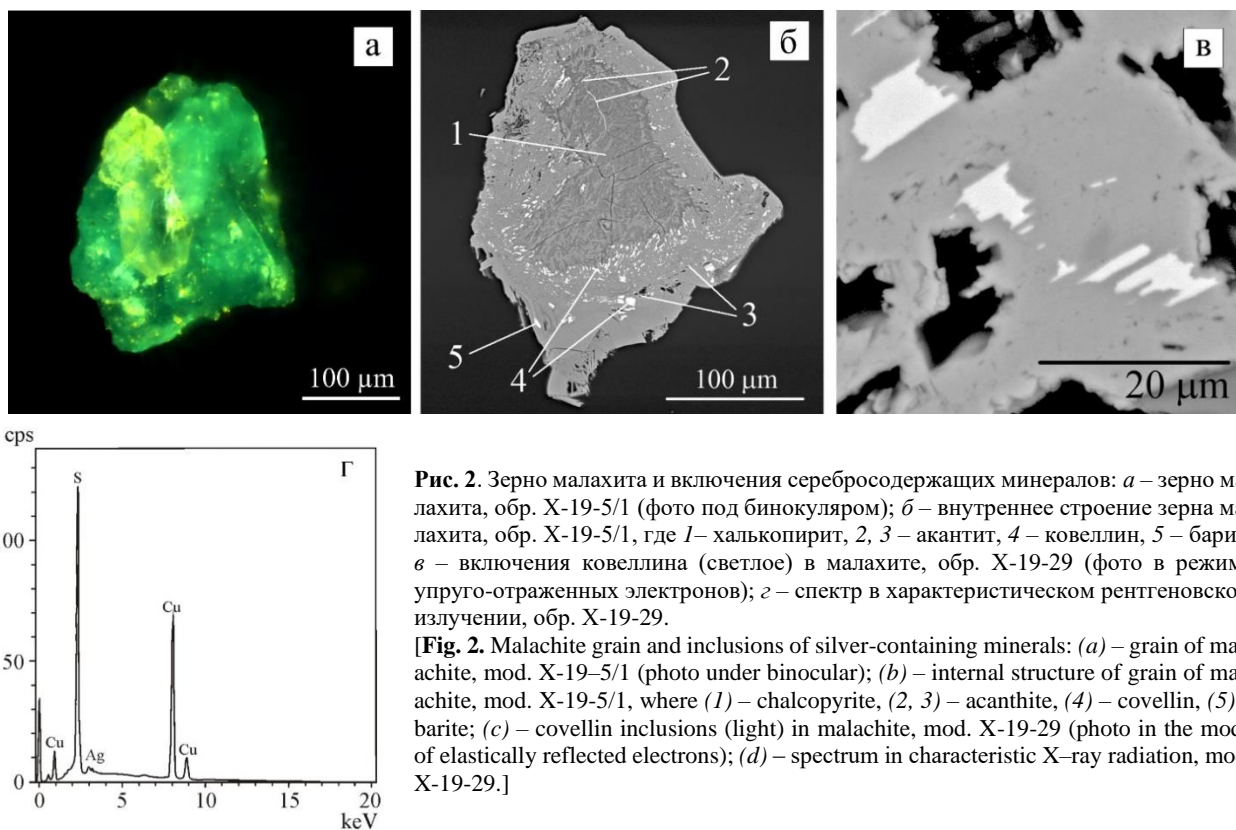 а
100 μm
б
1
2
3
4
5
100 μm
в
20 μm
cps
г
S
00
Cu
50
Cu
Ag
Cu
0
0 5 10 15 20
keV
Рис. 2. Зерно малахита и включения серебросодержащих минералов: а – зерно ма
лахита, обр. Х-19-5/1 (фото под бинокуляром); б – внутреннее строение зерна ма
лахита, обр. Х-19-5/1, где 1– халькопирит, 2, 3 – акантит, 4 – ковеллин, 5 – бари
в – включения ковеллина (светлое) в малахите, обр. Х-19-29 (фото в режим
упруго-отраженных электронов); г – спектр в характеристическом рентгеновско
излучении, обр. Х-19-29.
[Fig. 2. Malachite grain and inclusions of silver-containing minerals: (a) – grain of ma
achite, mod. X-19–5/1 (photo under binocular); (b) – internal structure of grain of ma
achite, mod. X-19-5/1, where (1) – chalcopyrite, (2, 3) – acanthite, (4) – covellin, (5)
barite; (c) – covellin inclusions (light) in malachite, mod. X-19-29 (photo in the mod
of elastically reflected electrons); (d) – spectrum in characteristic X–ray radiation, mo
X-19-29.]